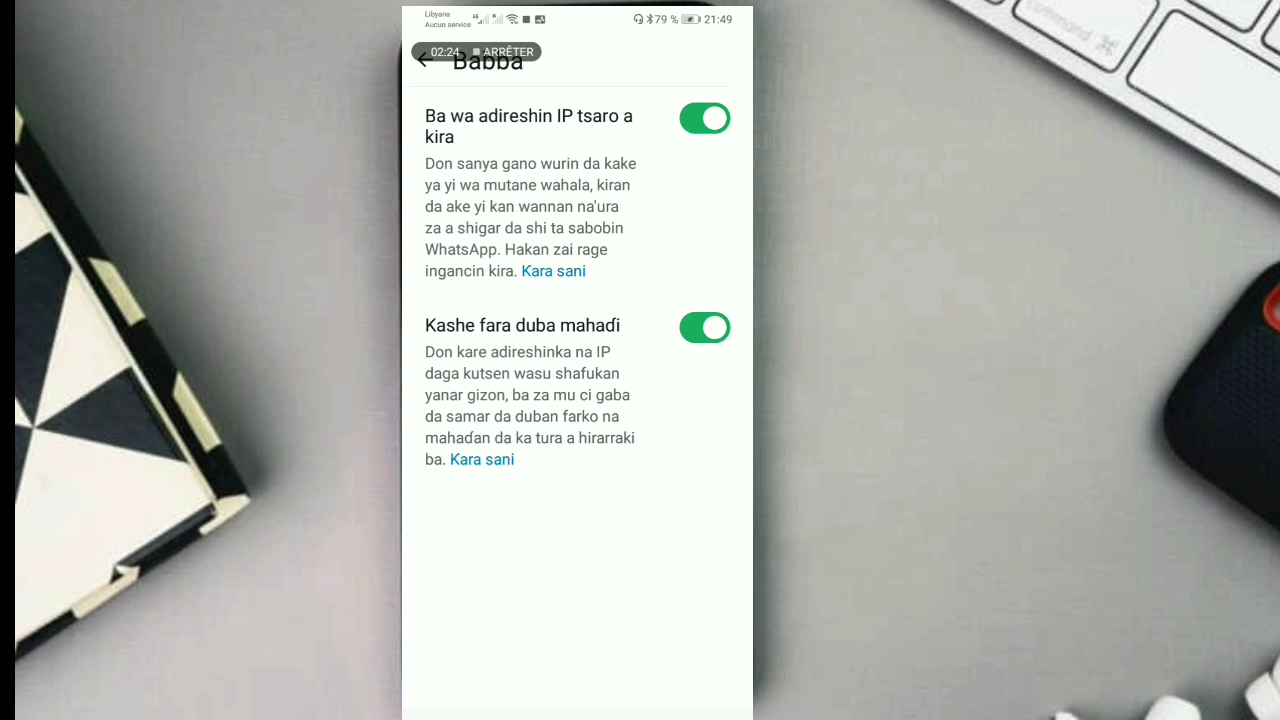 Libyana
Aucun service
79 % 21:49
02:24 ARRÊTER
Babba
Ba wa adireshin IP tsaro a
kira
Don sanya gano wurin da kake
ya yi wa mutane wahala, kiran
da ake yi kan wannan na'ura
za a shigar da shi ta sabobin
WhatsApp. Hakan zai rage
ingancin kira. Kara sani
Kashe fara duba mahaɗi
Don kare adireshinka na IP
daga kutsen wasu shafukan
yanar gizon, ba za mu ci gaba
da samar da duban farko na
mahaɗan da ka tura a hirarraki
ba. Kara sani
command ⌘